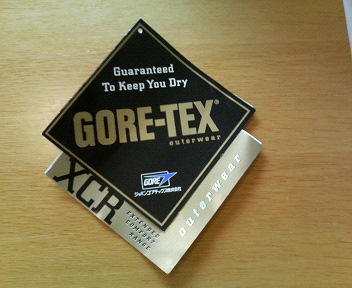 Guaranteed
To Keep You Dry
GORE-TEX®
outerwear
GORE
ジャパンゴアテックス株式会社
XCR
EXTENDED
COMFORT
RANGE
outerwear